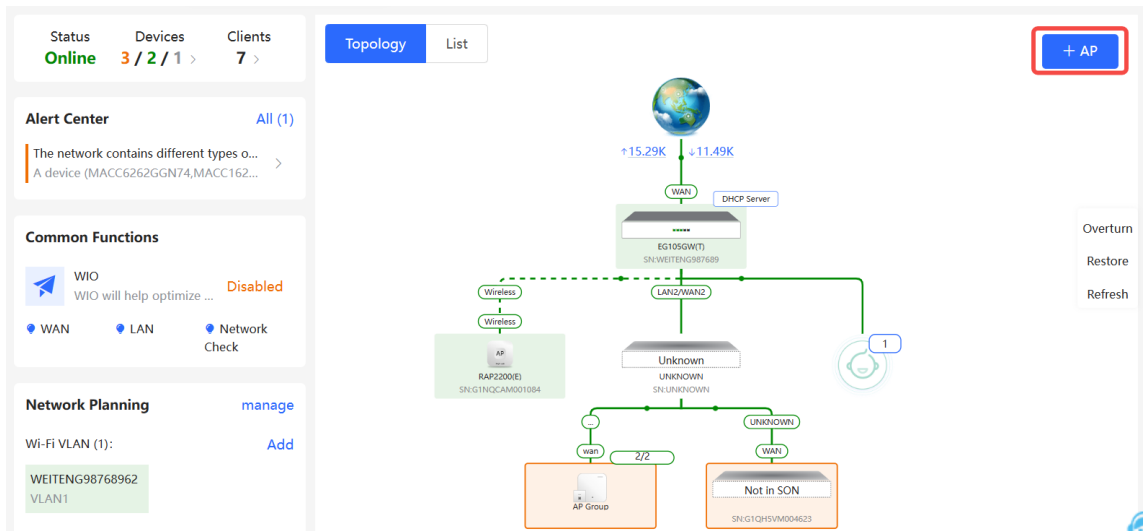 Status
Devices
Clients
Online
3 / 2 / 1 >
7 >
Alert Center
All (1)
The network contains different types o...
A device (MACC6262GGN74,MACC162...
Common Functions
WIO
WIO will help optimize ...
Disabled
WAN
LAN
Network Check
Network Planning
manage
Wi-Fi VLAN (1):
Add
WEITENG98768962
VLAN1
Topology
List
+ AP
↑15.29K
↓11.49K
WAN
DHCP Server
EG105GW(T)
SN:WEITENG987689
Overturn
Restore
Refresh
Wireless
LAN2/WAN2
Wireless
1
AP
RAP2200(E)
SN:G1NQCAM001084
Unknown
UNKNOWN
SN:UNKNOWN
...
UNKNOWN
wan
2/2
WAN
AP Group
Not in SON
SN:G1QH5VM004623